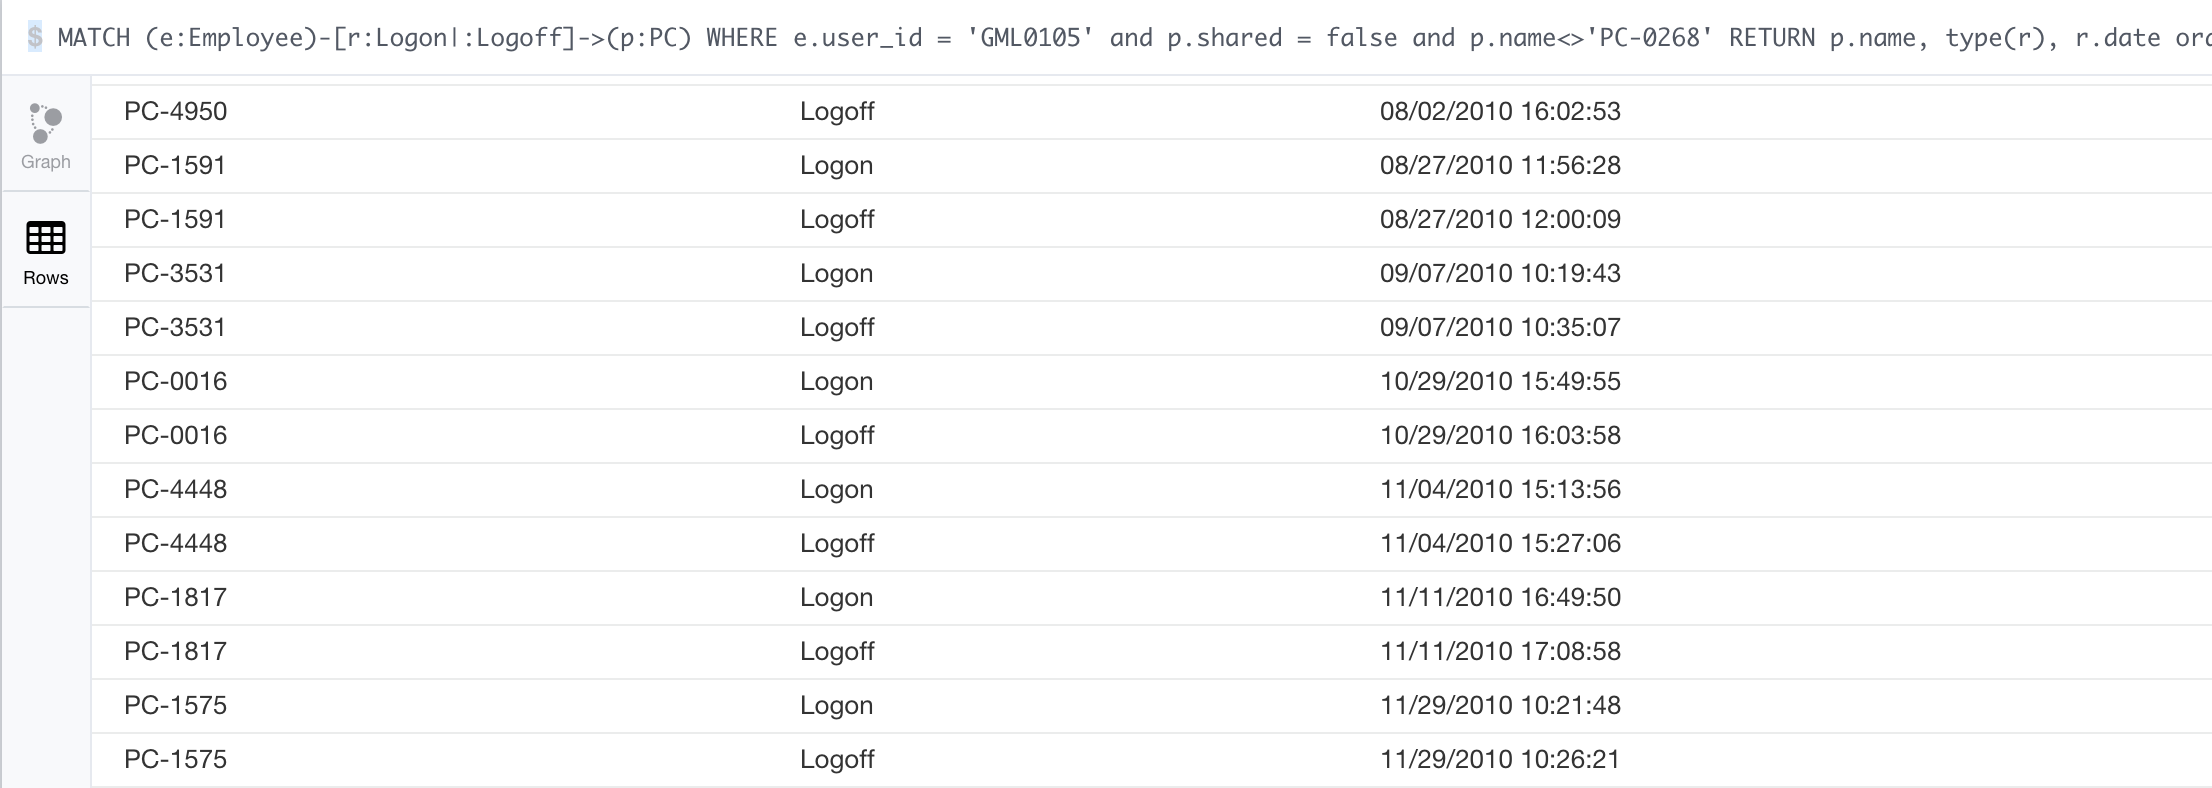 $ MATCH (e:Employee)-[r:Logon|:Logoff]->(p:PC) WHERE e.user_id = 'GML0105' and p.shared = false and p.name<>'PC-0268' RETURN p.name, type(r), r.date ord
Graph
Rows
PC-4950 Logoff 08/02/2010 16:02:53
PC-1591 Logon 08/27/2010 11:56:28
PC-1591 Logoff 08/27/2010 12:00:09
PC-3531 Logon 09/07/2010 10:19:43
PC-3531 Logoff 09/07/2010 10:35:07
PC-0016 Logon 10/29/2010 15:49:55
PC-0016 Logoff 10/29/2010 16:03:58
PC-4448 Logon 11/04/2010 15:13:56
PC-4448 Logoff 11/04/2010 15:27:06
PC-1817 Logon 11/11/2010 16:49:50
PC-1817 Logoff 11/11/2010 17:08:58
PC-1575 Logon 11/29/2010 10:21:48
PC-1575 Logoff 11/29/2010 10:26:21